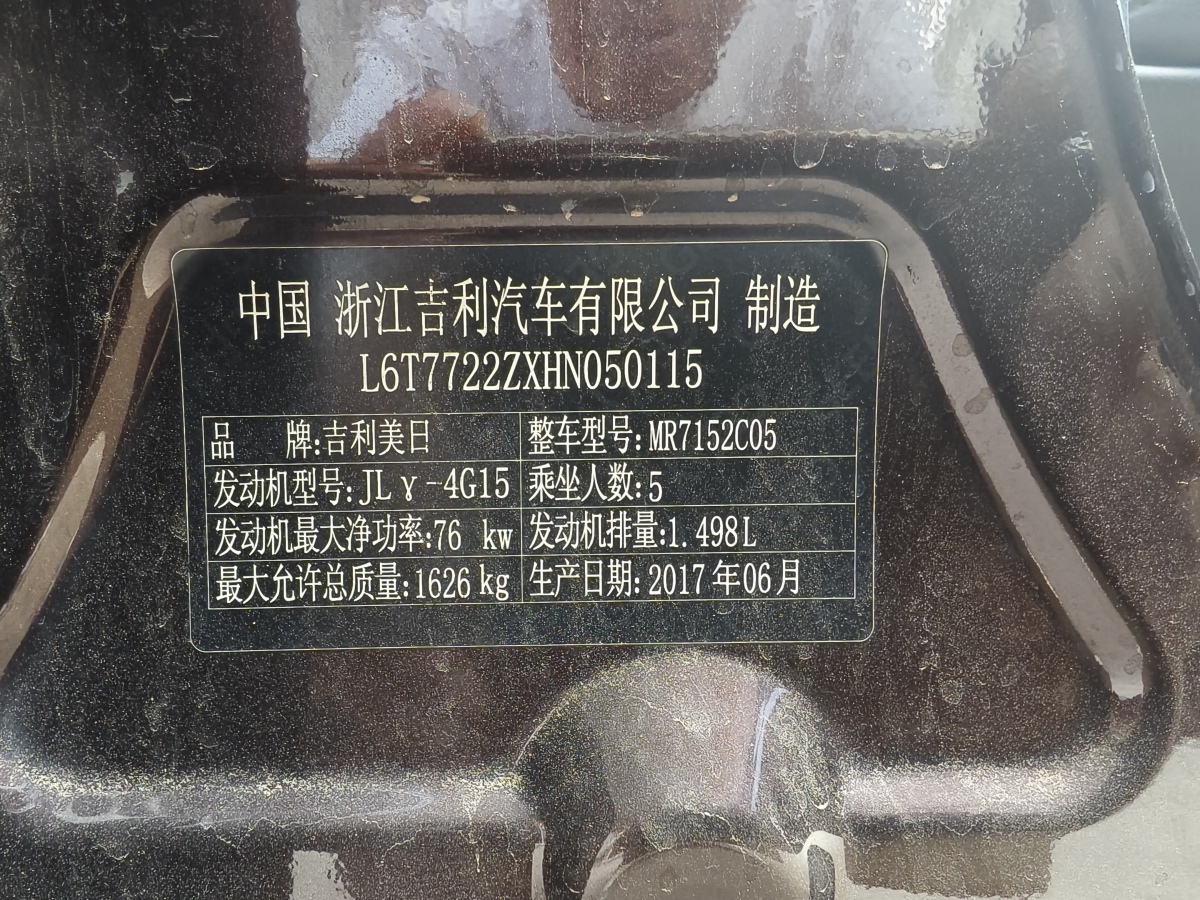 中国 浙江吉利汽车有限公司 制造
L6T7722ZXHN050115
品 牌:吉利美日 整车型号:MR7152C05
发动机型号:JLγ-4G15 乘坐人数:5
发动机最大净功率:76 kw 发动机排量:1.498L
最大允许总质量:1626kg 生产日期:2017年06月